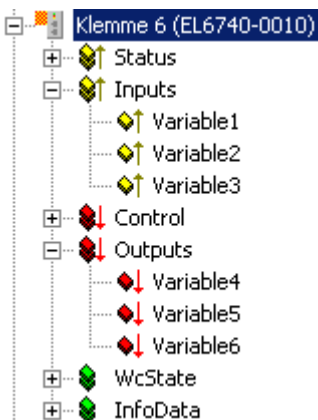 Klemme 6 (EL6740-0010)
Status
Inputs
Variable1
Variable2
Variable3
Control
Outputs
Variable4
Variable5
Variable6
WcState
InfoData